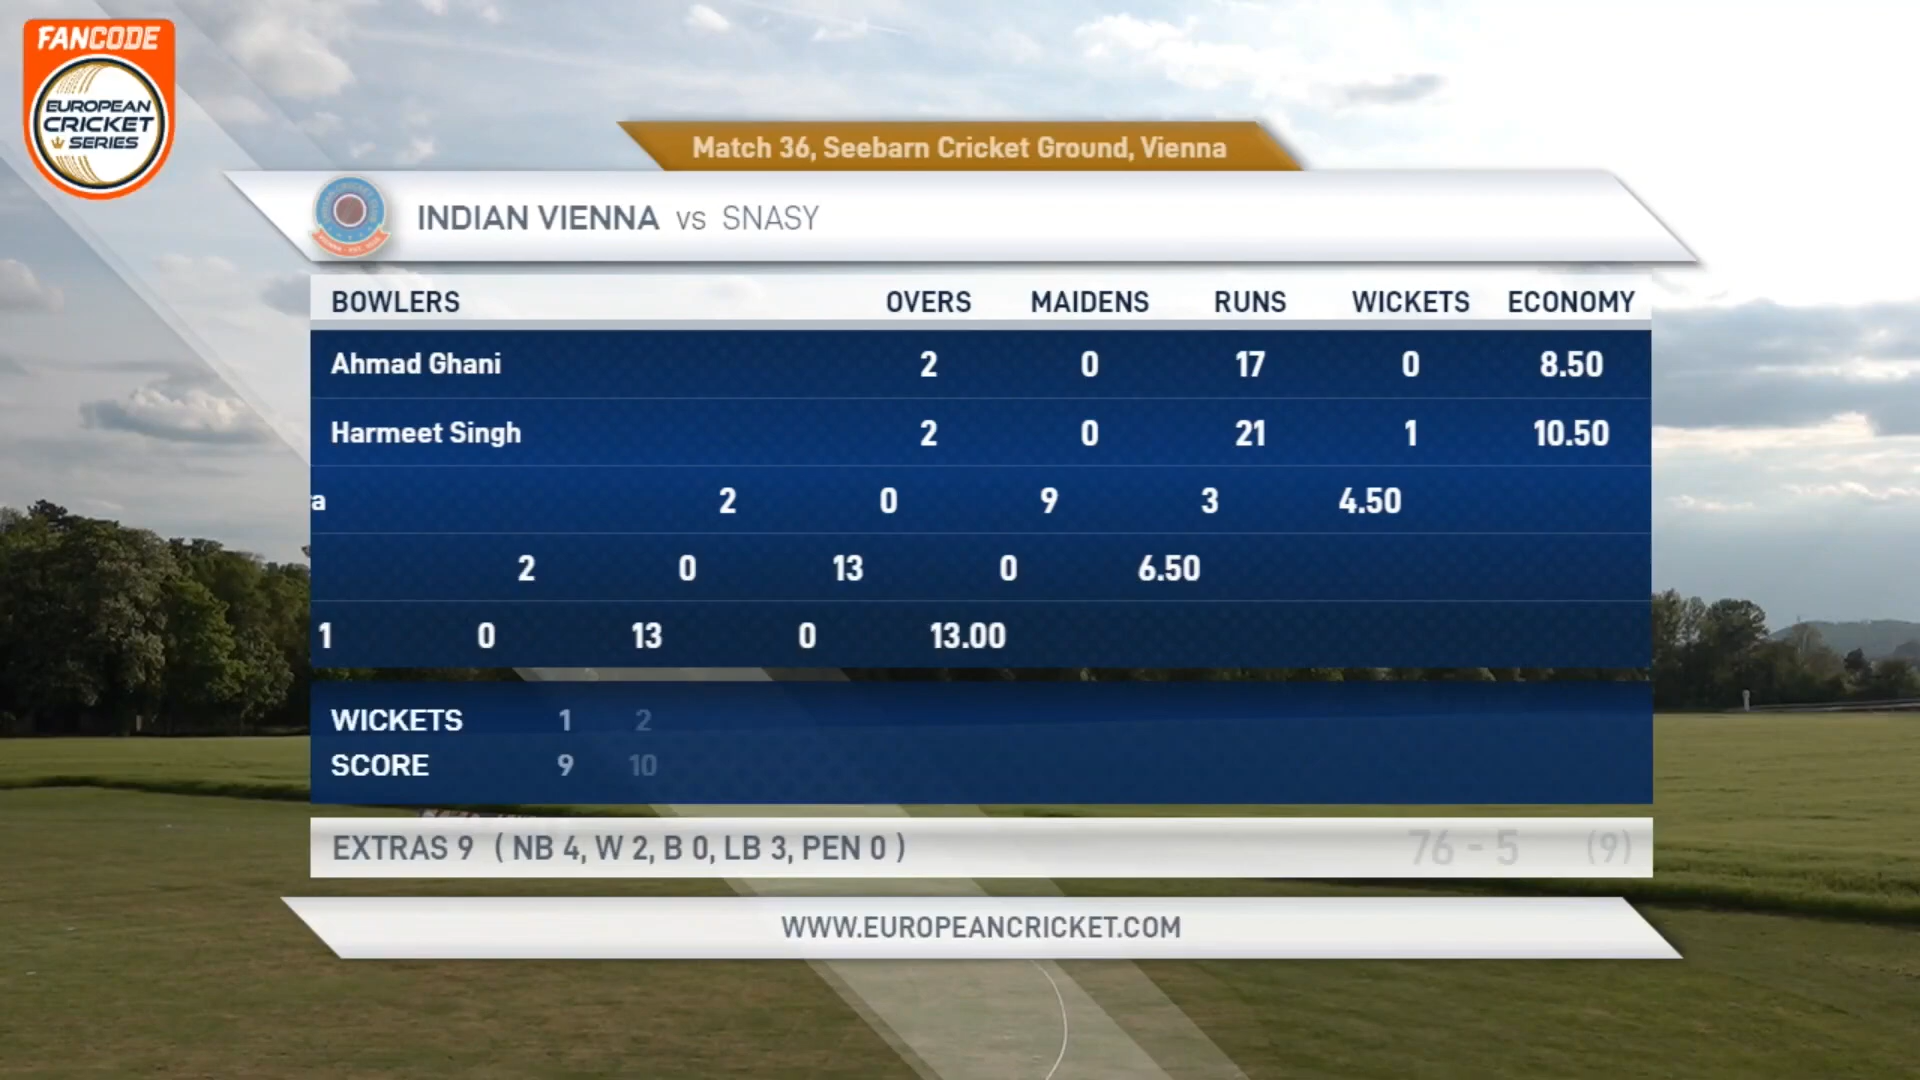 FANCODE
EUROPEAN
CRICKET
SERIES
Match 36, Seebarn Cricket Ground, Vienna
INDIAN VIENNA vs SNASY
BOWLERS OVERS MAIDENS RUNS WICKETS ECONOMY
Ahmad Ghani 2 0 17 0 8.50
Harmeet Singh 2 0 21 1 10.50
a 2 0 9 3 4.50
2 0 13 0 6.50
1 0 13 0 13.00
WICKETS 1 2
SCORE 9 10
EXTRAS 9 ( NB 4, W 2, B 0, LB 3, PEN 0 ) 76 - 5 (9)
WWW.EUROPEANCRICKET.COM